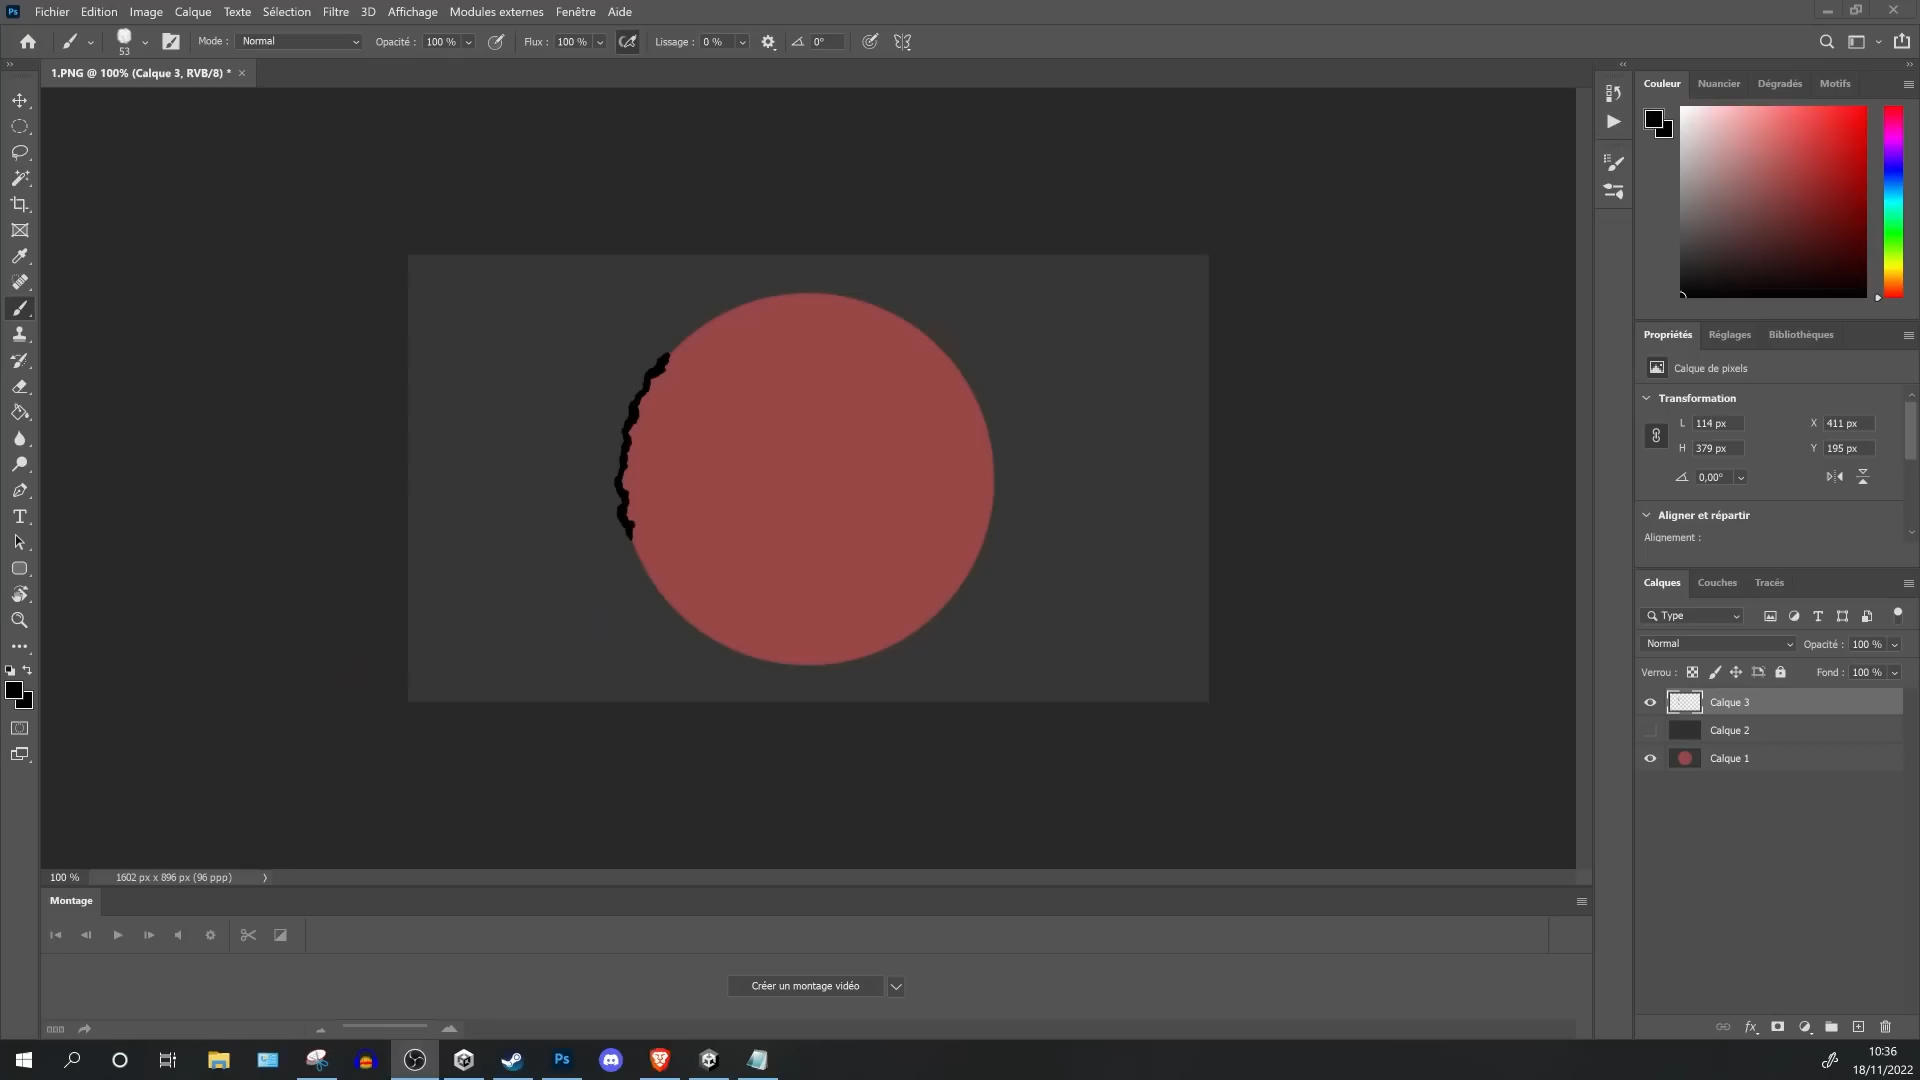 Ps Fichier Edition Image Calque Texte Sélection Filtre 3D Affichage Modules externes Fenêtre Aide
53 Mode : Normal Opacité : 100 % Flux : 100 % Lissage : 0 % 0°
1.PNG @ 100% (Calque 3, RVB/8) * ×
Couleur Nuancier Dégradés Motifs
Propriétés Réglages Bibliothèques
Calque de pixels
Transformation
L 114 px X 411 px
H 379 px Y 195 px
0,00°
Aligner et répartir
Alignement :
Calques Couches Tracés
Type
Normal Opacité : 100 %
Verrou : Fond : 100 %
Calque 3
Calque 2
Calque 1
fx
100 % 1602 px x 896 px (96 ppp)
Montage
Créer un montage vidéo
Ps
10:36
18/11/2022